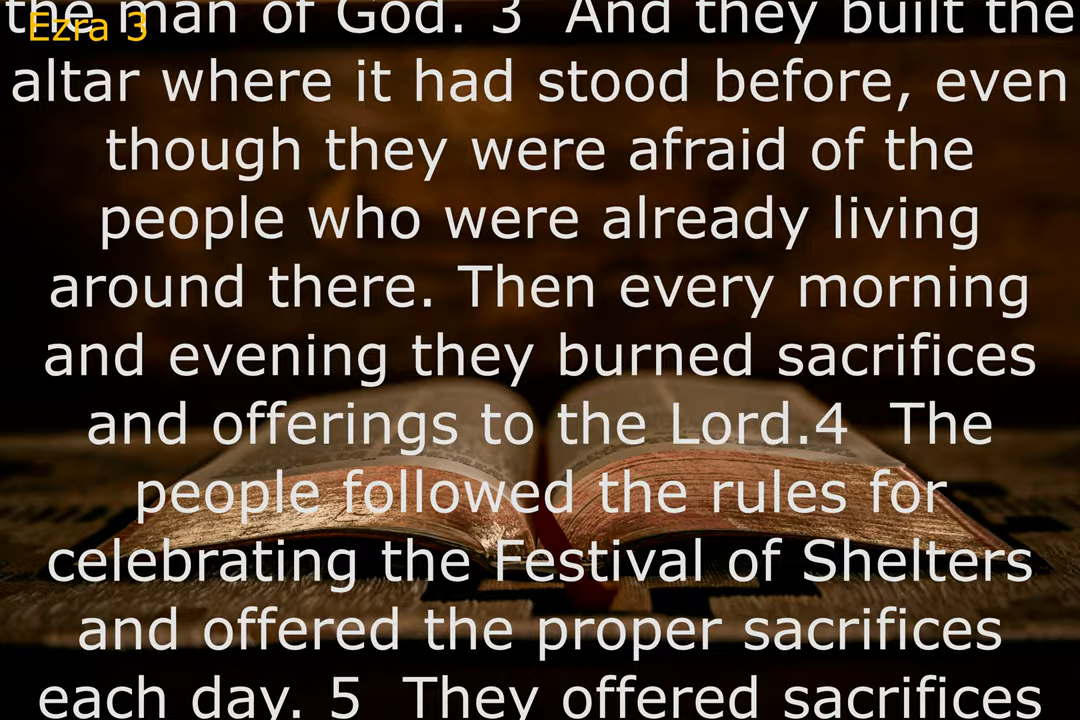 the man of God. 3  And they built the
Ezra 3
altar where it had stood before, even
though they were afraid of the
people who were already living
around there. Then every morning
and evening they burned sacrifices
and offerings to the Lord.4  The
people followed the rules for
celebrating the Festival of Shelters
and offered the proper sacrifices
each day. 5  They offered sacrifices